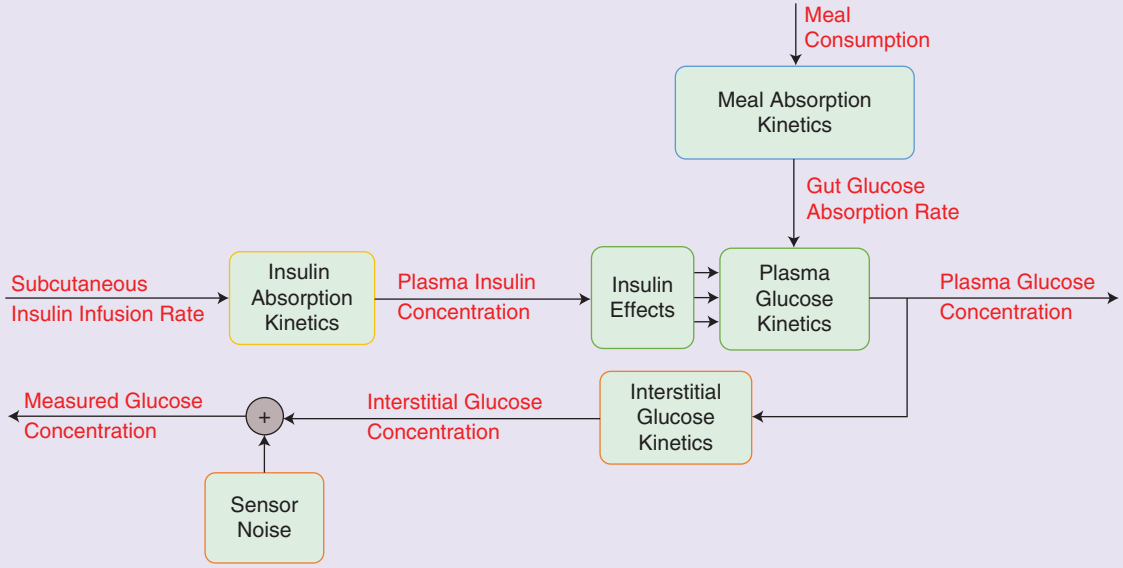 Meal
Consumption
Meal Absorption
Kinetics
Gut Glucose
Absorption Rate
Subcutaneous
Insulin Infusion Rate
Insulin
Absorption
Kinetics
Plasma Insulin
Concentration
Insulin
Effects
Plasma
Glucose
Kinetics
Plasma Glucose
Concentration
Measured Glucose
Concentration
+
Interstitial Glucose
Concentration
Interstitial
Glucose
Kinetics
Sensor
Noise